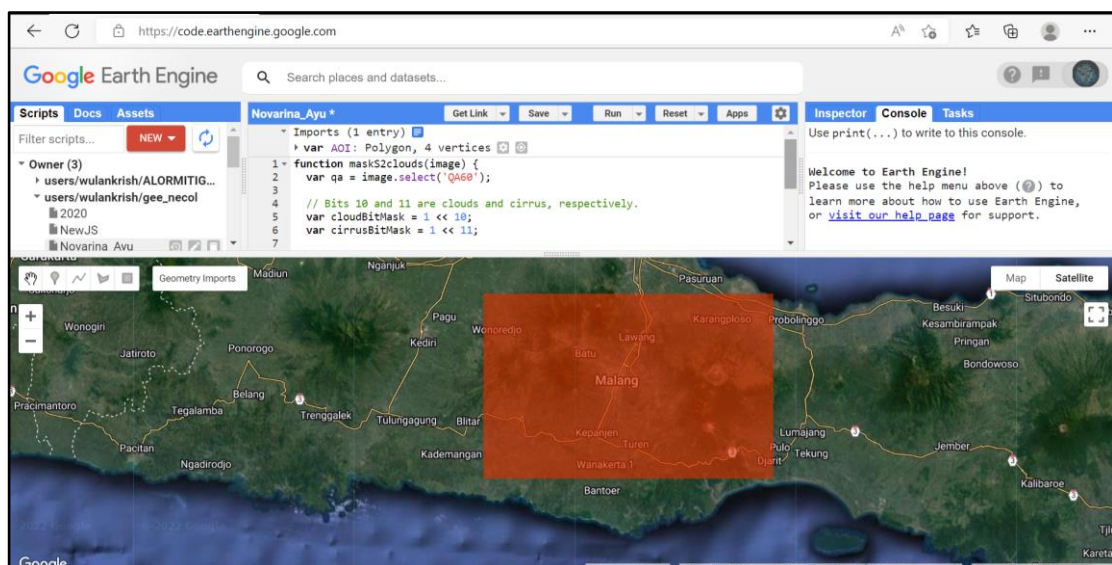 https://code.earthengine.google.com
Google Earth Engine
Search places and datasets...
Scripts Docs Assets
Filter scripts...
NEW
Owner (3)
users/wulankrish/ALORMITIG...
users/wulankrish/gee_necol
2020
NewJS
Novarina_Ayu
Novarina_Ayu *
Get Link Save Run Reset Apps
Imports (1 entry)
var AOI: Polygon, 4 vertices
1 function maskS2clouds(image) {
2 var qa = image.select('QA60');
3
4 // Bits 10 and 11 are clouds and cirrus, respectively.
5 var cloudBitMask = 1 << 10;
6 var cirrusBitMask = 1 << 11;
7
Inspector Console Tasks
Use print(...) to write to this console.
Welcome to Earth Engine!
Please use the help menu above (?) to
learn more about how to use Earth Engine,
or visit our help page for support.
Geometry Imports
Map Satellite
Madiun
Nganjuk
Pasuruan
Situbondo
Besuki
Wonogiri
Pagu
Wonoredjo
Karangploso
Probolinggo
Kesambirampak
Kediri
Lawang
Pringan
Jatiroto
Ponorogo
Batu
Bondowoso
Malang
Belang
Pracimantoro
Tegalamba
Trenggalek
Tulungagung
Blitar
Kepanjen
Turen
Lumajang
Pulo
Tekung
Jember
Pacitan
Kademangan
Ngadirodjo
Wanakerta 1
Djarit
Bantoer
Kalibaroe
Kareta
Google